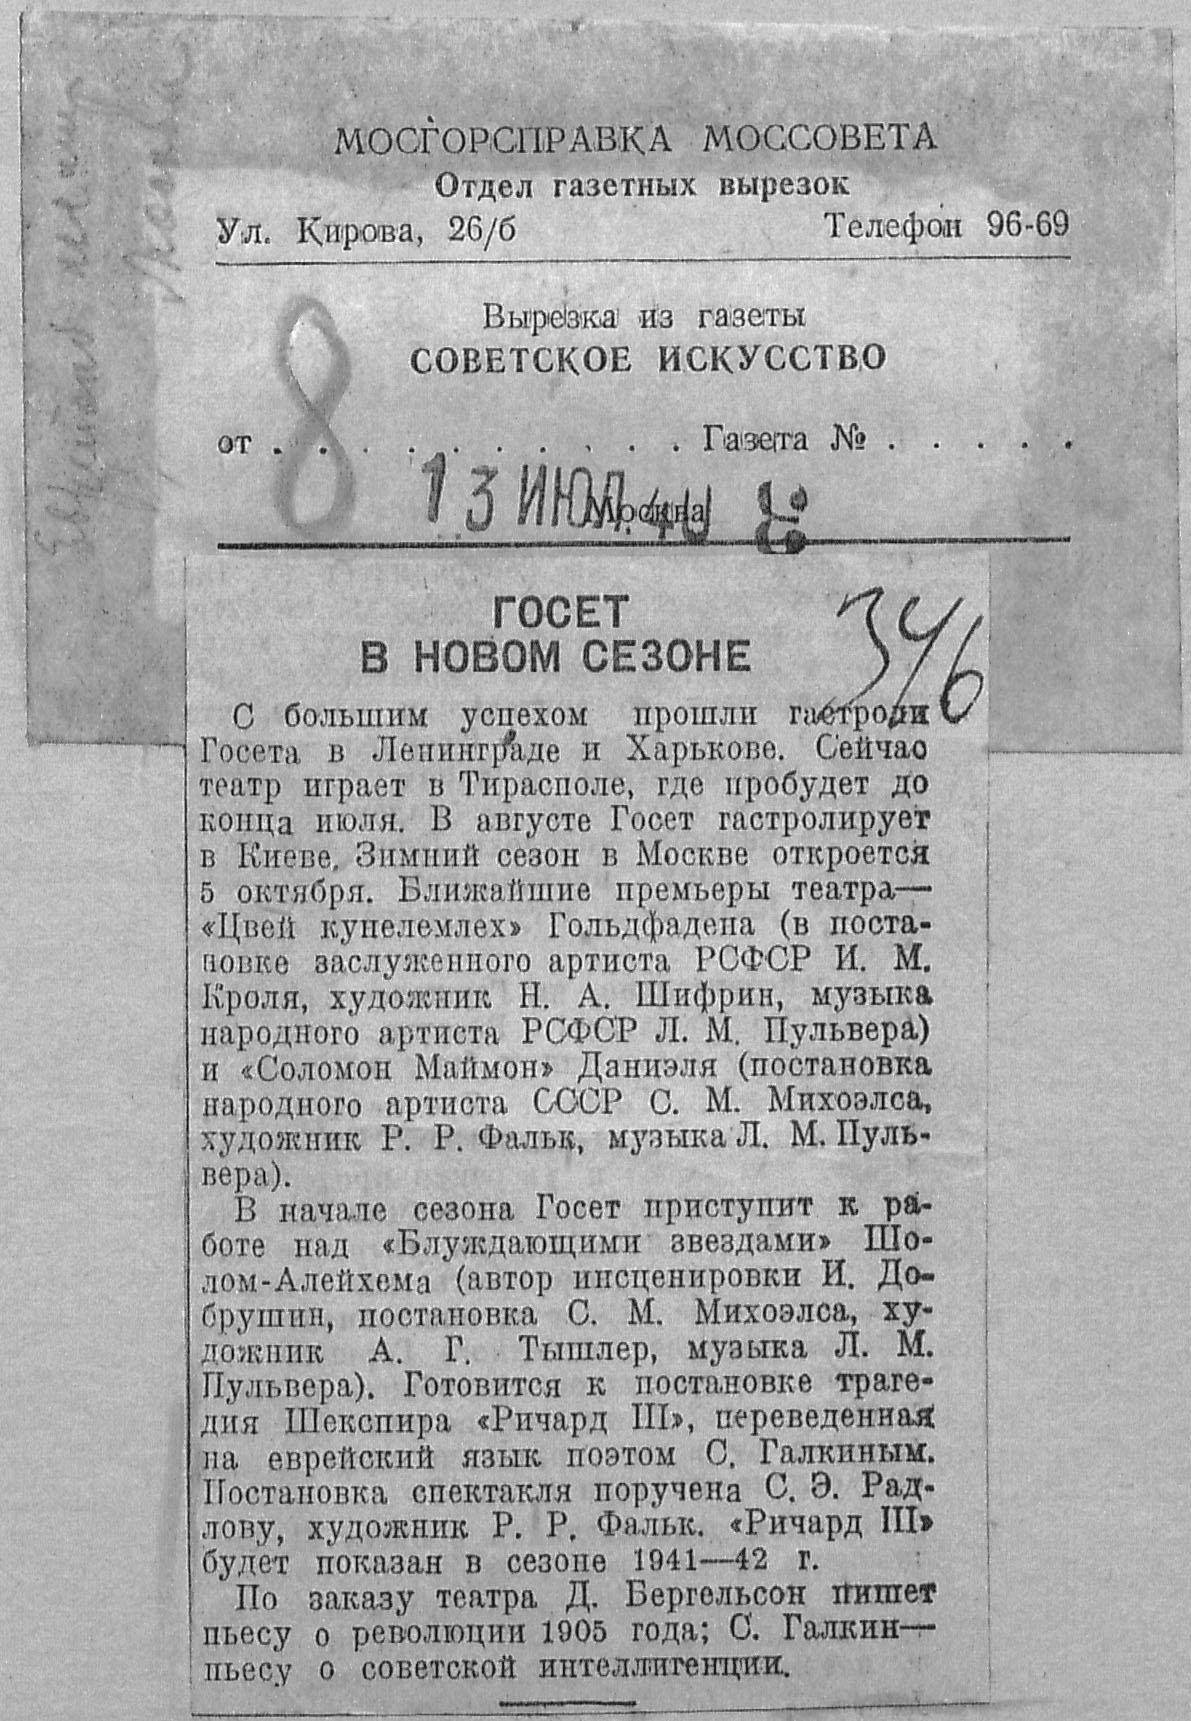 МОСГОРСПРАВКА МОССОВЕТА
Отдел газетных вырезок
Ул. Кирова, 26/б Телефон 96-69
Вырезка из газеты
СОВЕТСКОЕ ИСКУССТВО
от . . . . . . . . . . . Газета № . . . . .
8
13 ИЮЛ. 40
Москва
346
ГОСЕТ
В НОВОМ СЕЗОНЕ
С большим успехом прошли гастроли
Госета в Ленинграде и Харькове. Сейчас
театр играет в Тирасполе, где пробудет до
конца июля. В августе Госет гастролирует
в Киеве. Зимний сезон в Москве откроется
5 октября. Ближайшие премьеры театра—
«Цвей кунелемлех» Гольдфадена (в поста-
новке заслуженного артиста РСФСР И. М.
Кроля, художник Н. А. Шифрин, музыка
народного артиста РСФСР Л. М. Пульвера)
и «Соломон Маймон» Даниэля (постановка
народного артиста СССР С. М. Михоэлса,
художник Р. Р. Фальк, музыка Л. М. Пуль-
вера).
В начале сезона Госет приступит к ра-
боте над «Блуждающими звездами» Шо-
лом-Алейхема (автор инсценировки И. До-
брушин, постановка С. М. Михоэлса, ху-
дожник А. Г. Тышлер, музыка Л. М.
Пульвера). Готовится к постановке траге-
дия Шекспира «Ричард III», переведенная
на еврейский язык поэтом С. Галкиным.
Постановка спектакля поручена С. Э. Рад-
лову, художник Р. Р. Фальк. «Ричард III»
будет показан в сезоне 1941—42 г.
По заказу театра Д. Бергельсон пишет
пьесу о революции 1905 года; С. Галкин—
пьесу о советской интеллигенции.